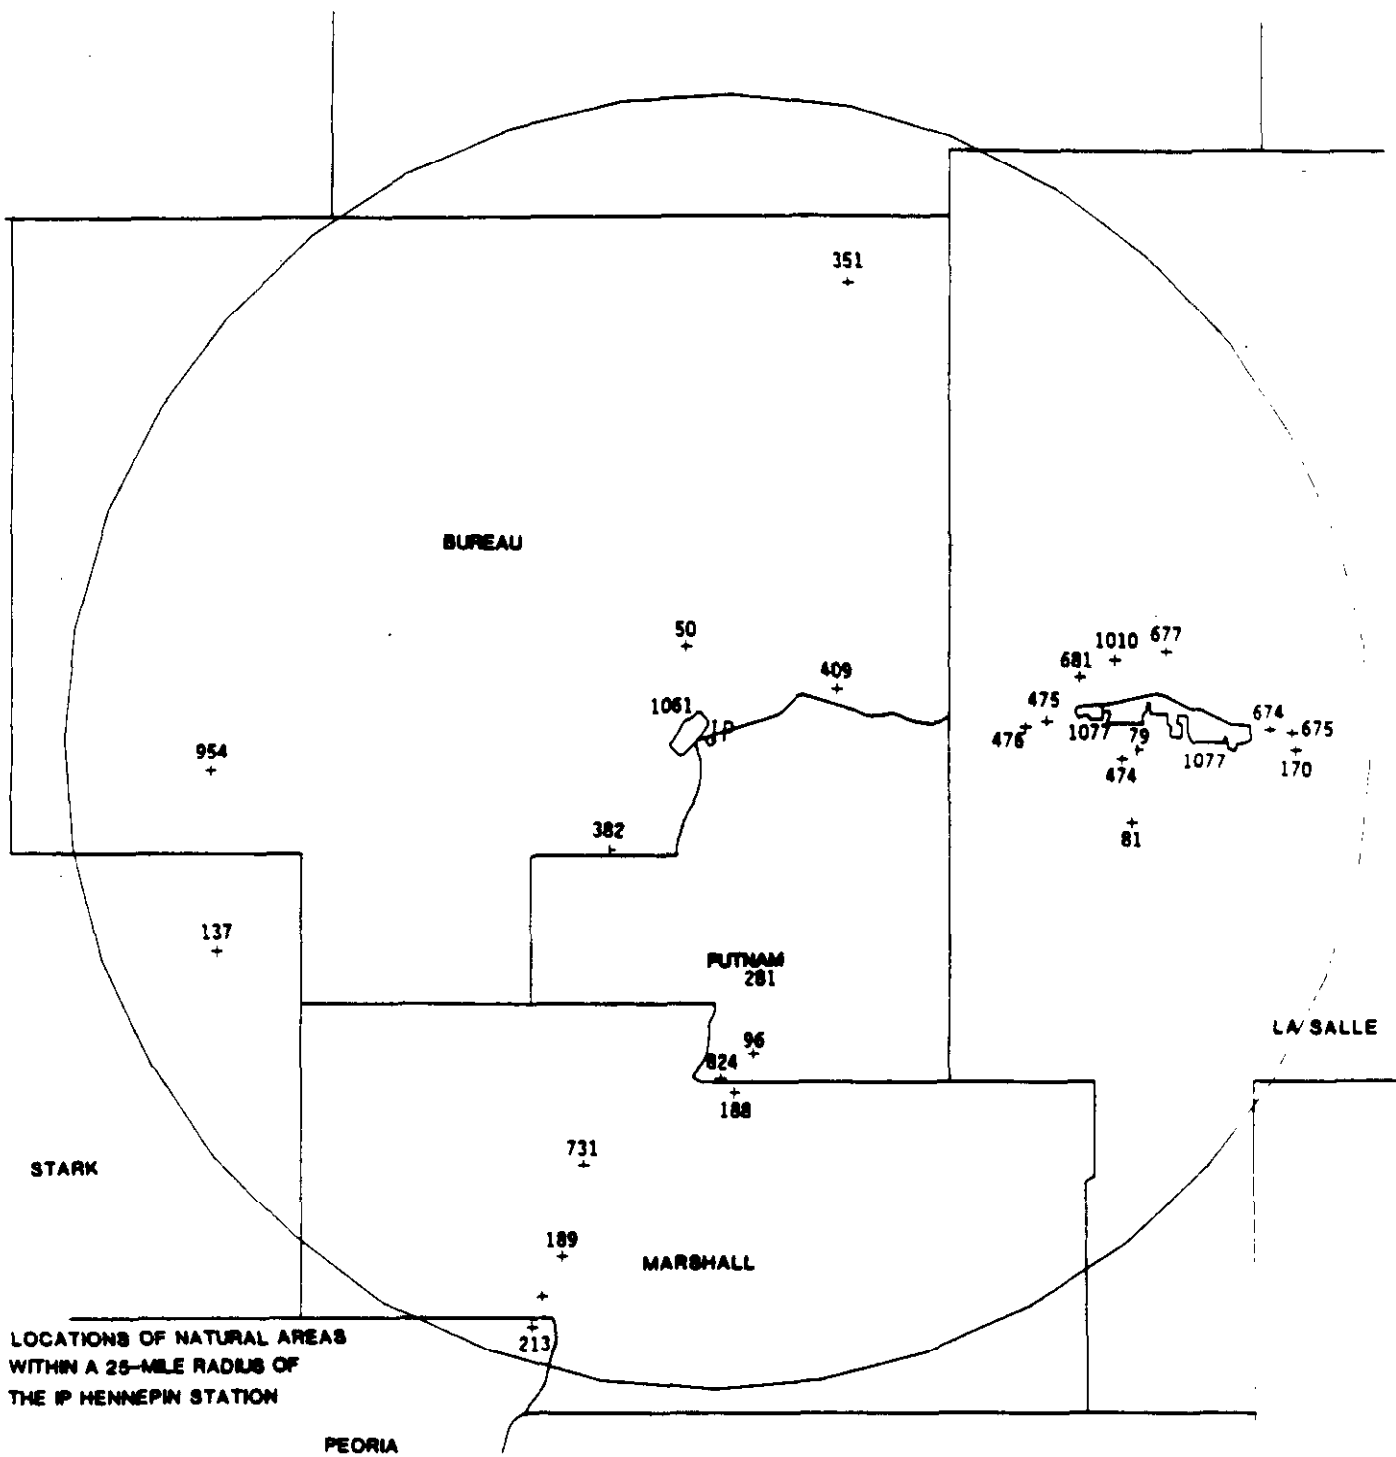 351
BUREAU
50
1010
677
681
409
1061
475
674
IP
476
1077
79
675
954
474
1077
170
382
81
137
PUTNAM
281
LA SALLE
96
824
188
731
STARK
189
MARSHALL
213
LOCATIONS OF NATURAL AREAS
WITHIN A 25-MILE RADIUS OF
THE IP HENNEPIN STATION
PEORIA